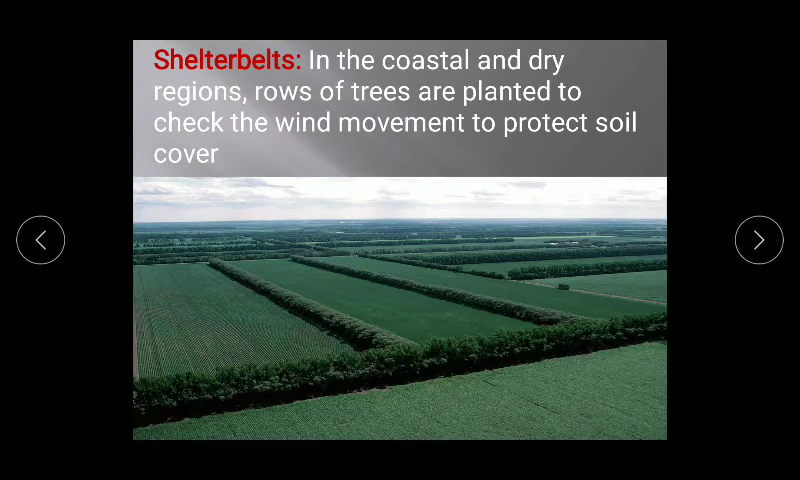 Shelterbelts: In the coastal and dry
regions, rows of trees are planted to
check the wind movement to protect soil
cover